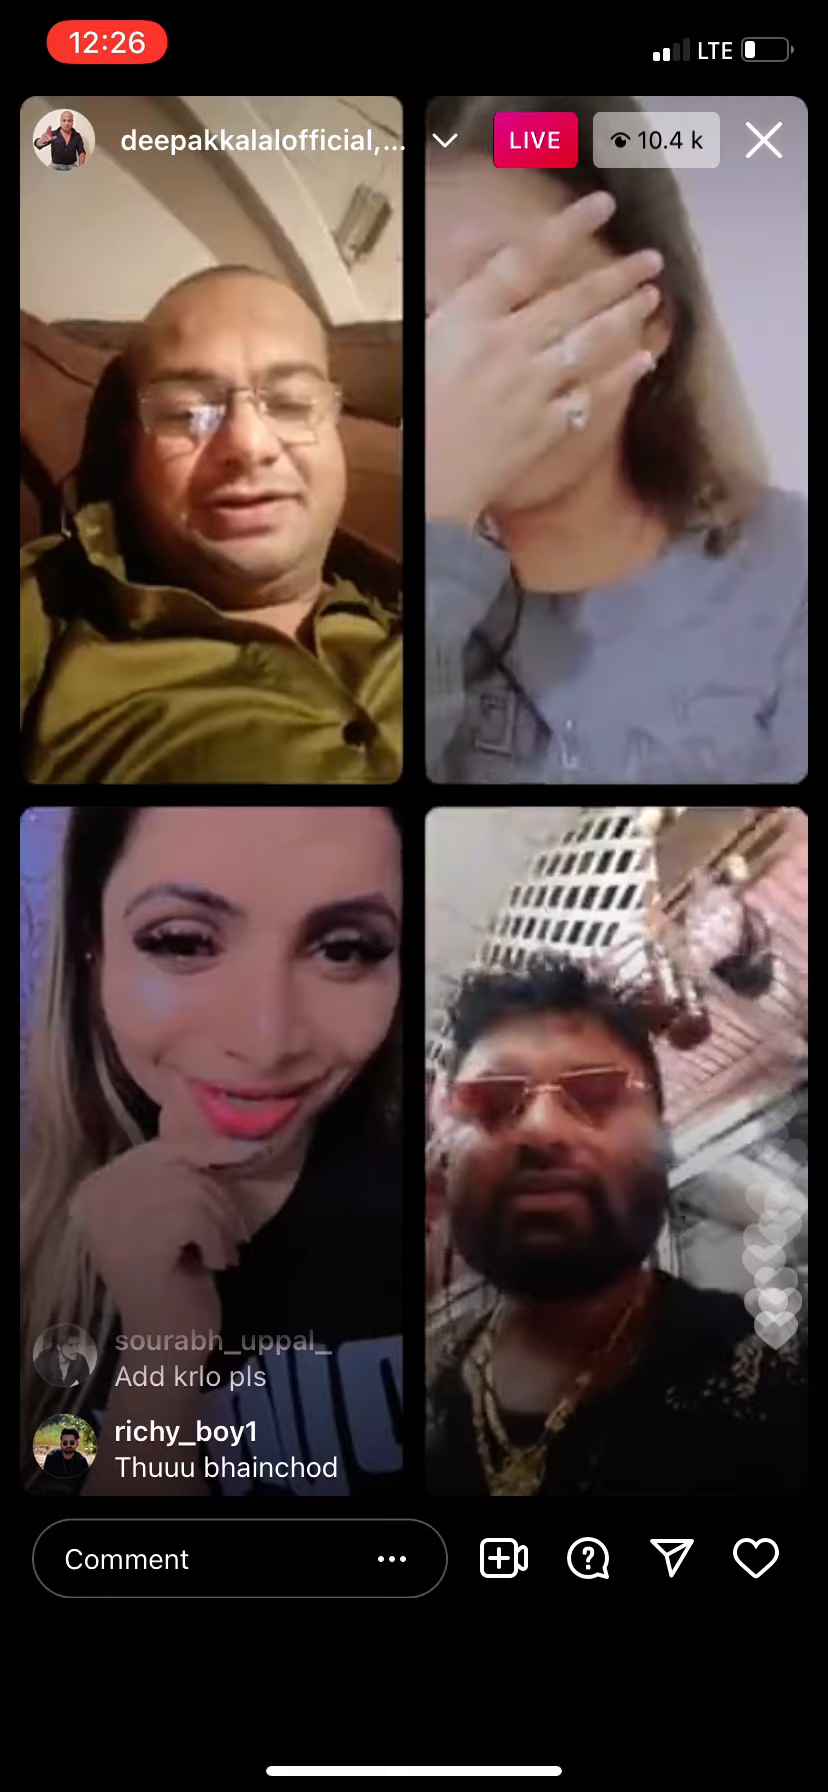 12:26
LTE
deepakkalalofficial,...
LIVE
10.4 k
sourabh_uppal_
Add krlo pls
richy_boy1
Thuuu bhainchod
Comment